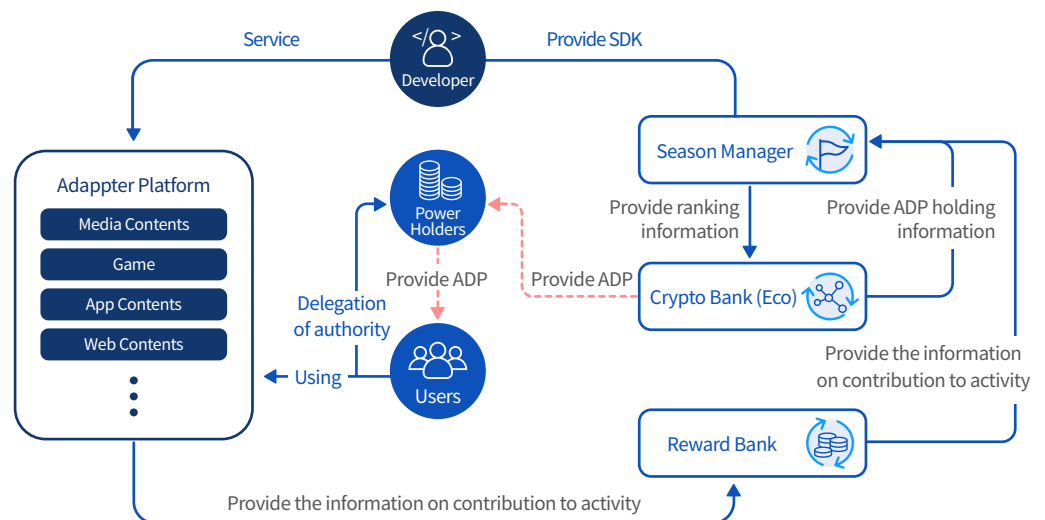 Service
Provide SDK
</>
Developer
Adappter Platform
Media Contents
Game
App Contents
Web Contents
Power
Holders
Provide ADP
Delegation
of authority
Using
Users
Provide ADP
Season Manager
Provide ranking
information
Provide ADP holding
information
Crypto Bank (Eco)
Provide the information
on contribution to activity
Reward Bank
Provide the information on contribution to activity